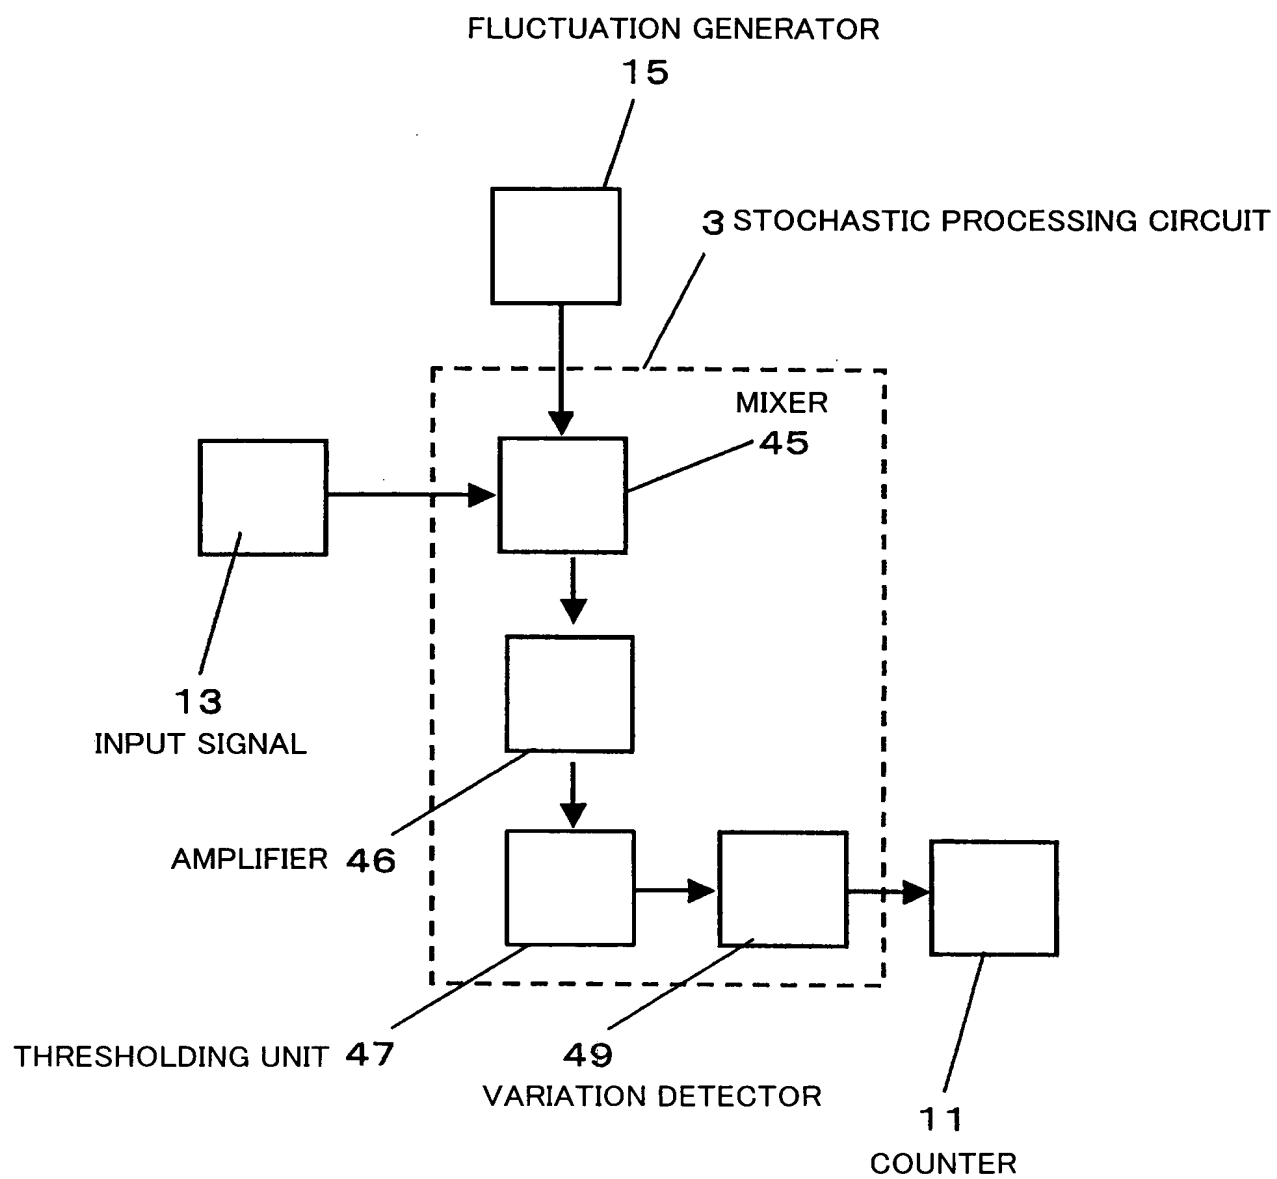 FLUCTUATION GENERATOR
15
3 STOCHASTIC PROCESSING CIRCUIT
MIXER
45
13
INPUT SIGNAL
AMPLIFIER 46
THRESHOLDING UNIT 47
49
VARIATION DETECTOR
11
COUNTER